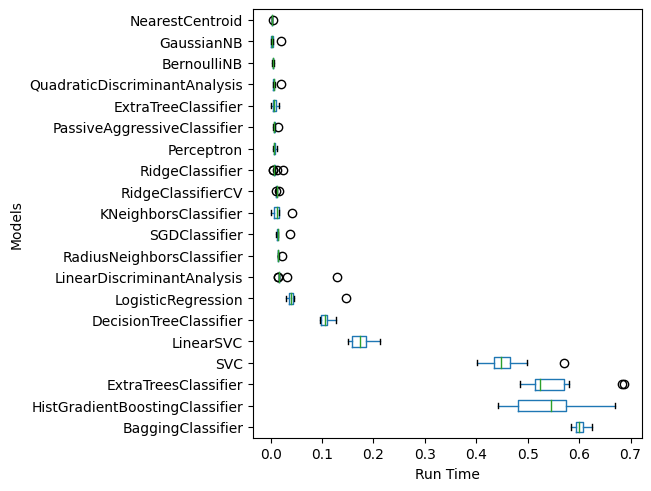 NearestCentroid
GaussianNB
BernoulliNB
QuadraticDiscriminantAnalysis
ExtraTreeClassifier
PassiveAggressiveClassifier
Perceptron
RidgeClassifier
RidgeClassifierCV
KNeighborsClassifier
SGDClassifier
RadiusNeighborsClassifier
LinearDiscriminantAnalysis
LogisticRegression
DecisionTreeClassifier
LinearSVC
SVC
ExtraTreesClassifier
HistGradientBoostingClassifier
BaggingClassifier
Models
0.0 0.1 0.2 0.3 0.4 0.5 0.6 0.7
Run Time